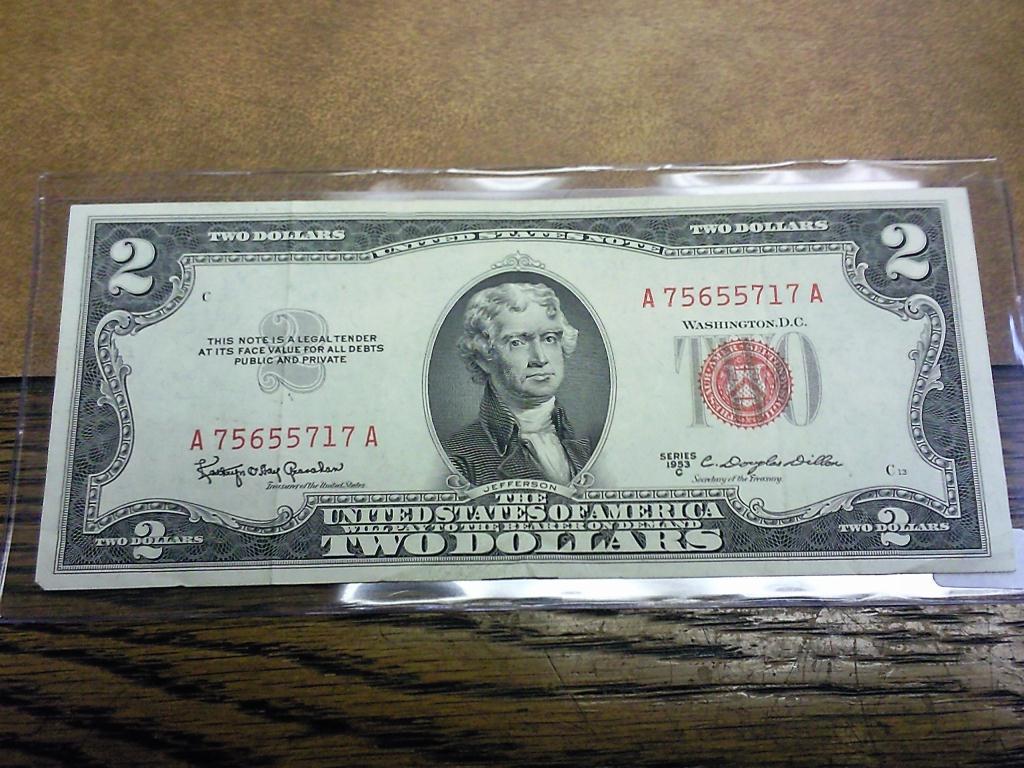 TWO DOLLARS
UNITED STATES NOTE
TWO DOLLARS
2
2
C
A 75655717 A
WASHINGTON, D.C.
THIS NOTE IS A LEGAL TENDER
AT ITS FACE VALUE FOR ALL DEBTS
PUBLIC AND PRIVATE
2
TWO
A 75655717 A
Treasurer of the United States.
SERIES
1953
C
C. Douglas Dillon
Secretary of the Treasury.
C 13
JEFFERSON
THE
UNITED STATES OF AMERICA
WILL PAY TO THE BEARER ON DEMAND
TWO DOLLARS
TWO DOLLARS
2
TWO DOLLARS
2